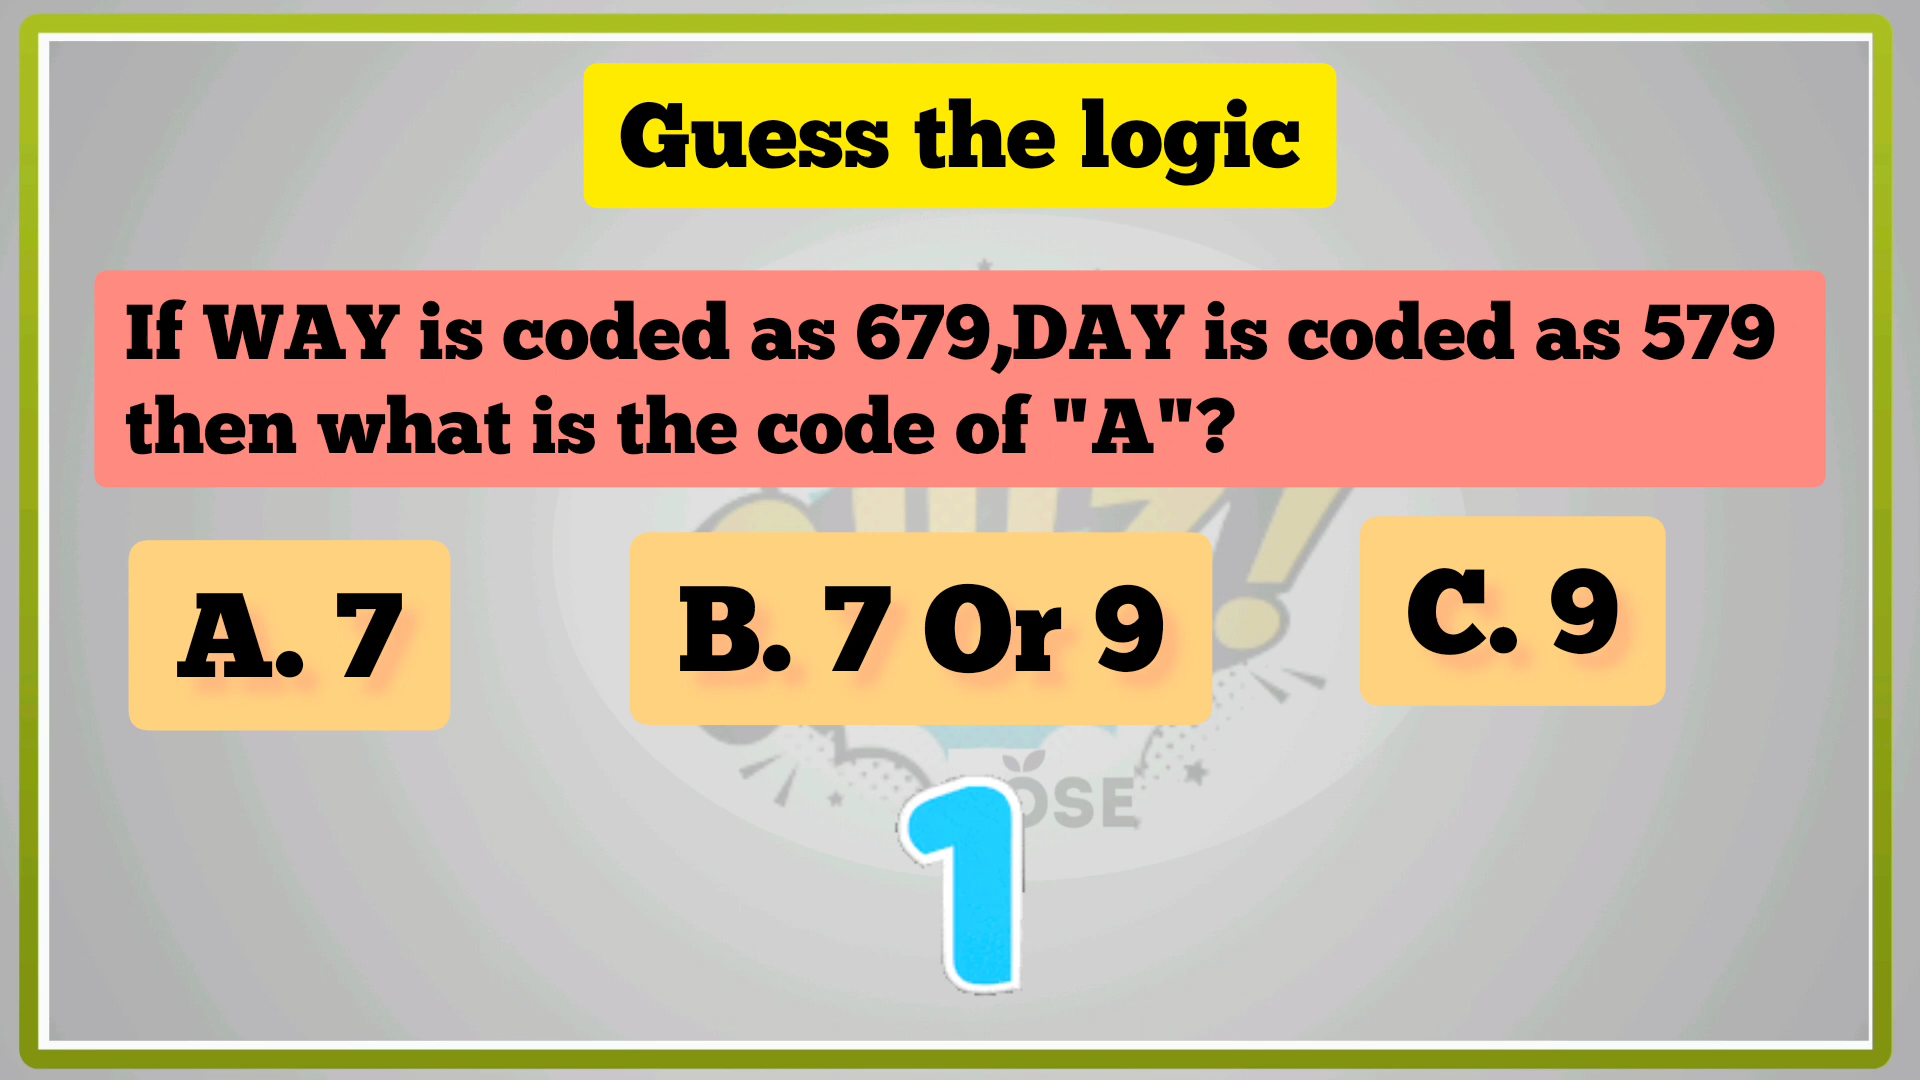 Guess the logic
If WAY is coded as 679,DAY is coded as 579
then what is the code of "A"?
A. 7
B. 7 Or 9
C. 9
1